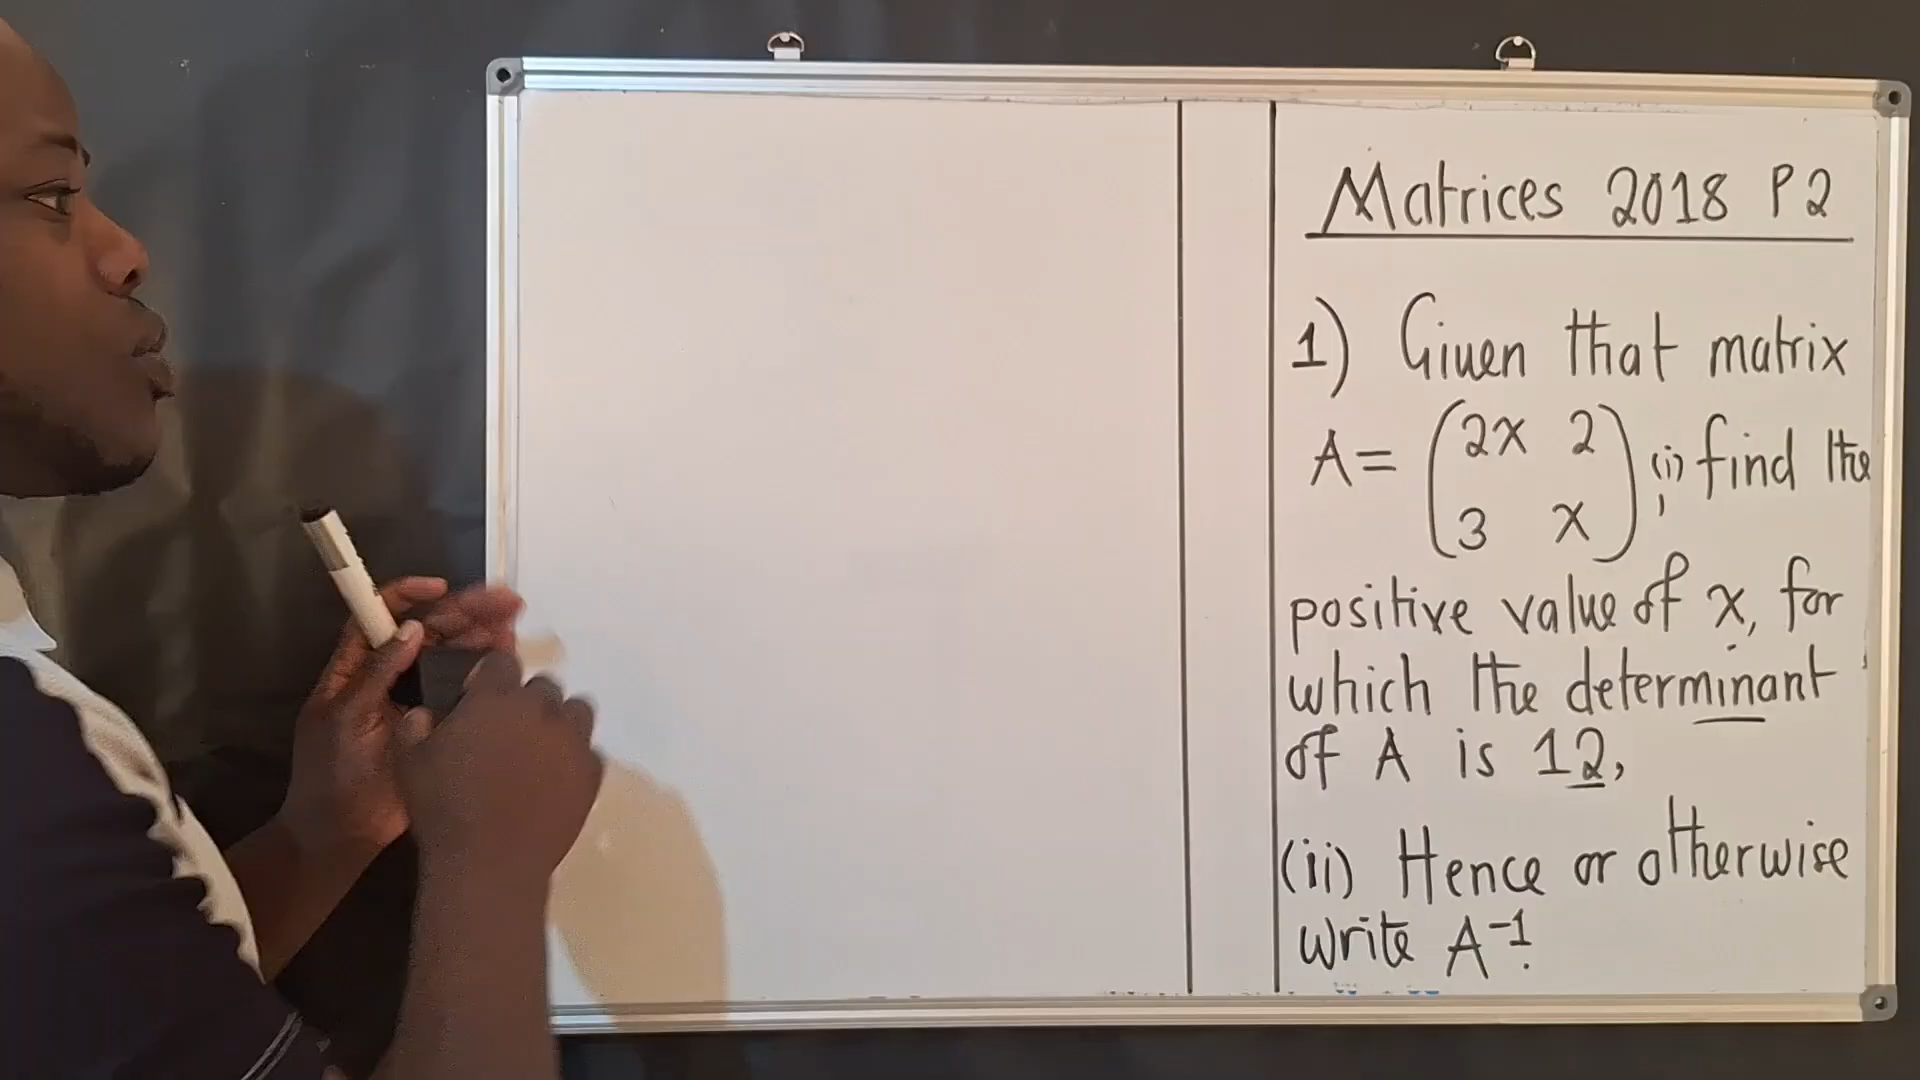 Matrices 2018 P2
1) Given that matrix
A= (2x 2
3 x) , (i) find the
positive value of x, for
which the determinant
of A is 12,
(ii) Hence or otherwise
write A⁻¹.